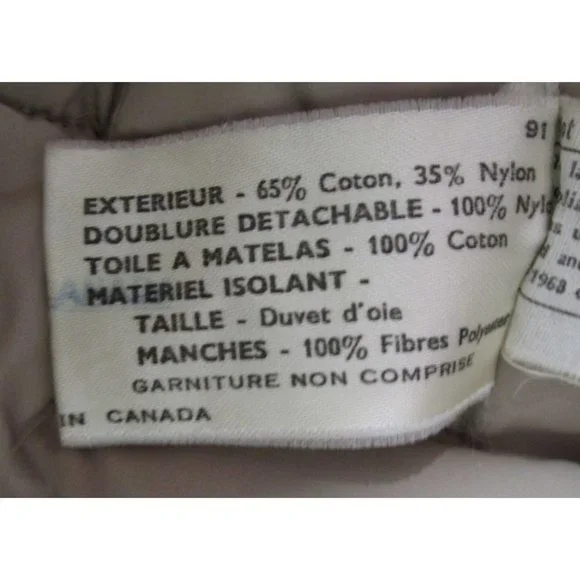 91
EXTERIEUR - 65% Coton, 35% Nylon
DOUBLURE DETACHABLE - 100%
TOILE A MATELAS - 100% Coton
MATERIEL ISOLANT -
TAILLE - Duvet d'oie
MANCHES - 100% Fibres
GARNITURE NON COMPRISE
IN CANADA
1968